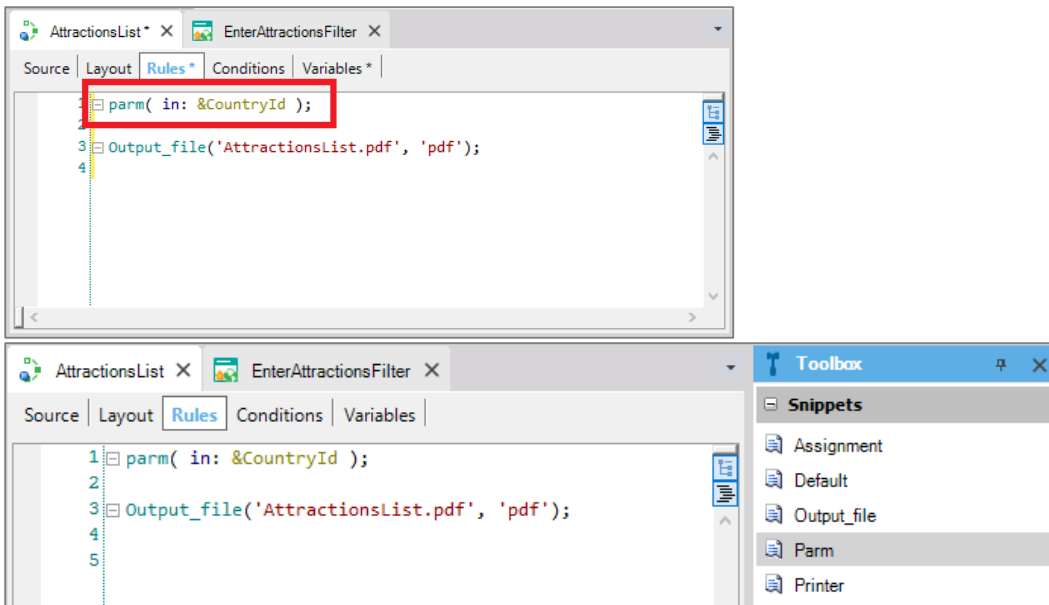 AttractionsList * X EnterAttractionsFilter X
Source Layout Rules * Conditions Variables *
1 parm( in: &CountryId );
2
3 Output_file('AttractionsList.pdf', 'pdf');
4
AttractionsList X EnterAttractionsFilter X
Toolbox
Source Layout Rules Conditions Variables
Snippets
1 parm( in: &CountryId );
2
3 Output_file('AttractionsList.pdf', 'pdf');
4
5
Assignment
Default
Output_file
Parm
Printer